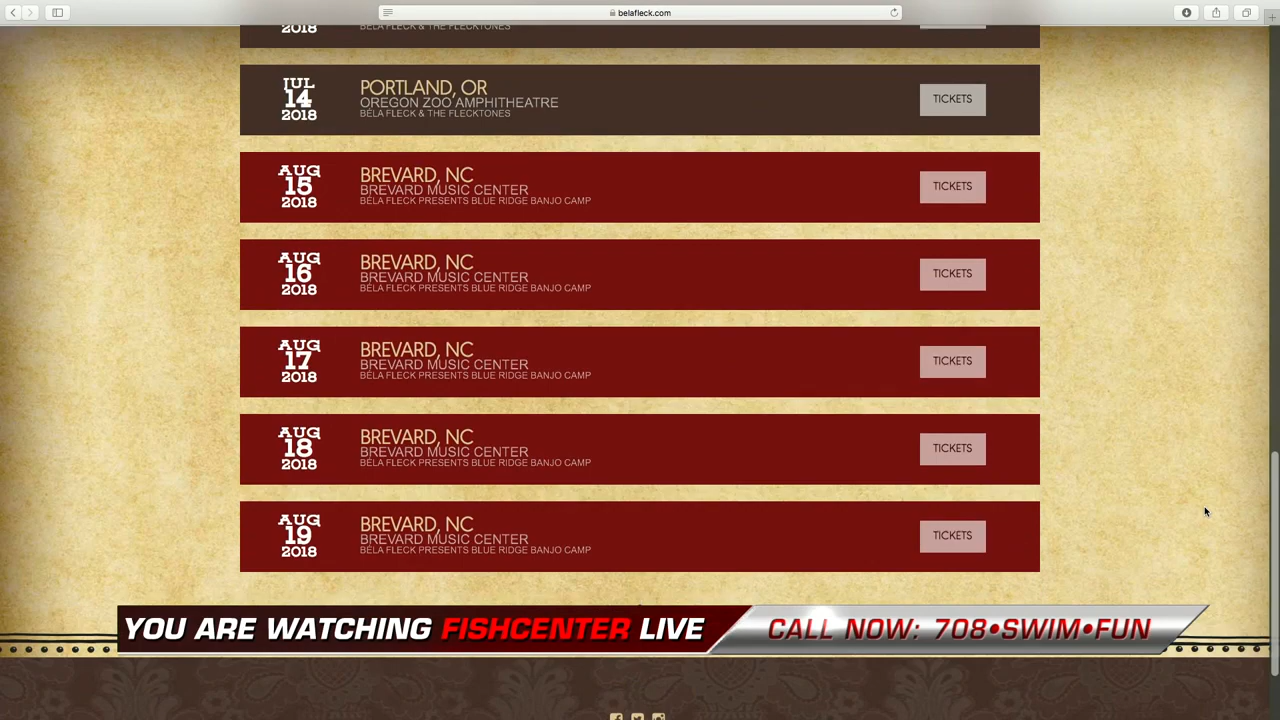 belafleck.com
2018
BÉLA FLECK & THE FLECKTONES
JUL
14
2018
PORTLAND, OR
OREGON ZOO AMPHITHEATRE
BÉLA FLECK & THE FLECKTONES
TICKETS
AUG
15
2018
BREVARD, NC
BREVARD MUSIC CENTER
BÉLA FLECK PRESENTS BLUE RIDGE BANJO CAMP
TICKETS
AUG
16
2018
BREVARD, NC
BREVARD MUSIC CENTER
BÉLA FLECK PRESENTS BLUE RIDGE BANJO CAMP
TICKETS
AUG
17
2018
BREVARD, NC
BREVARD MUSIC CENTER
BÉLA FLECK PRESENTS BLUE RIDGE BANJO CAMP
TICKETS
AUG
18
2018
BREVARD, NC
BREVARD MUSIC CENTER
BÉLA FLECK PRESENTS BLUE RIDGE BANJO CAMP
TICKETS
AUG
19
2018
BREVARD, NC
BREVARD MUSIC CENTER
BÉLA FLECK PRESENTS BLUE RIDGE BANJO CAMP
TICKETS
YOU ARE WATCHING FISHCENTER LIVE
CALL NOW: 708•SWIM•FUN